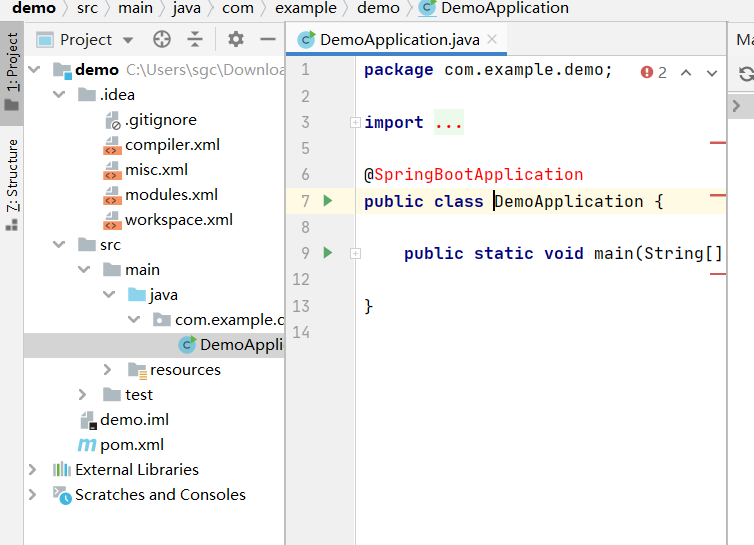 demo src main java com example demo DemoApplication
1: Project
Z: Structure
Project
demo C:\Users\sgc\Downloa
.idea
.gitignore
compiler.xml
misc.xml
modules.xml
workspace.xml
src
main
java
com.example.d
DemoAppli
resources
test
demo.iml
pom.xml
External Libraries
Scratches and Consoles
DemoApplication.java
1 package com.example.demo;
2
2
3 import ...
5
6 @SpringBootApplication
7 public class DemoApplication {
8
9 public static void main(String[]
12
13 }
14
Ma